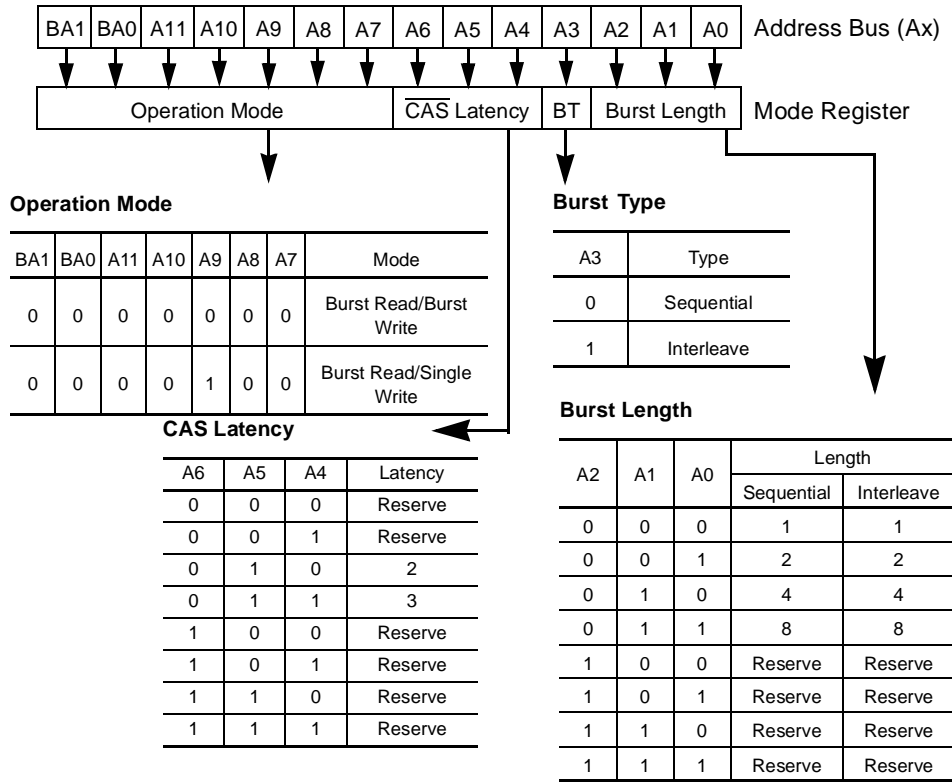 BA1 BA0 A11 A10 A9 A8 A7 A6 A5 A4 A3 A2 A1 A0 Address Bus (Ax)
Operation Mode CAS Latency BT Burst Length Mode Register
Operation Mode
BA1 BA0 A11 A10 A9 A8 A7 Mode
0 0 0 0 0 0 0 Burst Read/Burst
Write
0 0 0 0 1 0 0 Burst Read/Single
Write
Burst Type
A3 Type
0 Sequential
1 Interleave
CAS Latency
A6 A5 A4 Latency
0 0 0 Reserve
0 0 1 Reserve
0 1 0 2
0 1 1 3
1 0 0 Reserve
1 0 1 Reserve
1 1 0 Reserve
1 1 1 Reserve
Burst Length
A2 A1 A0 Length
Sequential Interleave
0 0 0 1 1
0 0 1 2 2
0 1 0 4 4
0 1 1 8 8
1 0 0 Reserve Reserve
1 0 1 Reserve Reserve
1 1 0 Reserve Reserve
1 1 1 Reserve Reserve